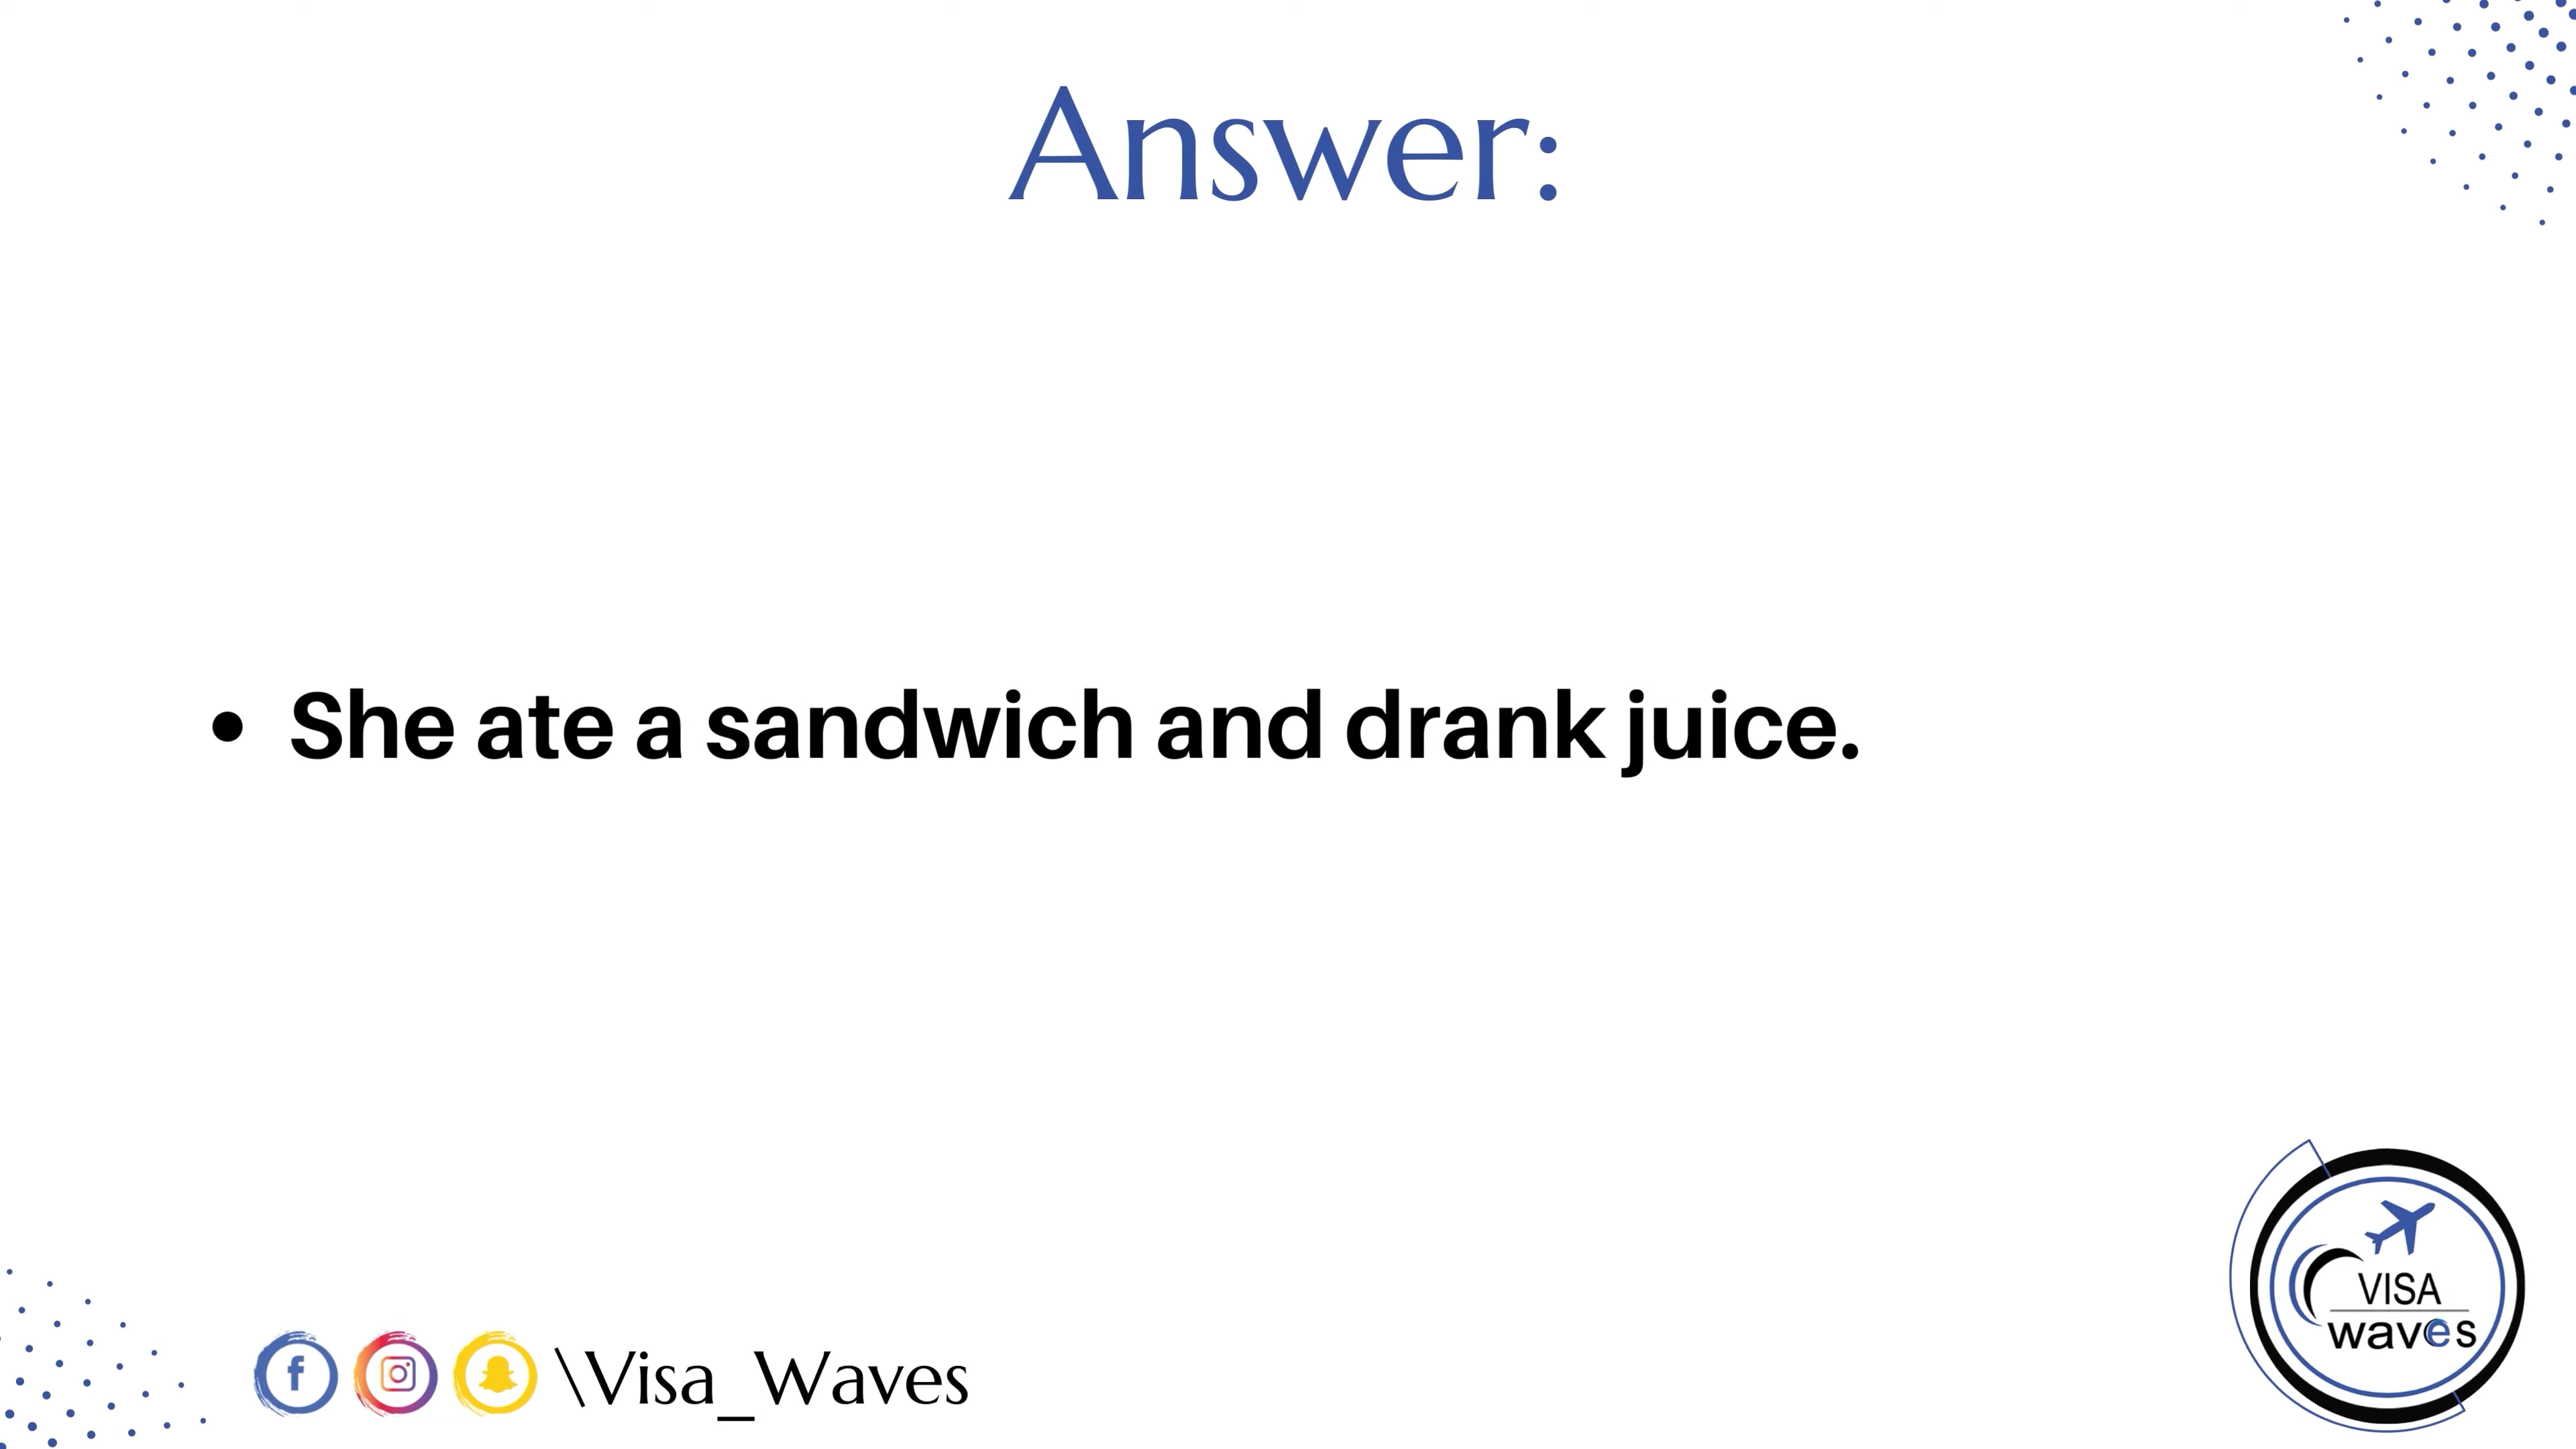 Answer:
• She ate a sandwich and drank juice.
\Visa_Waves
VISA
waves